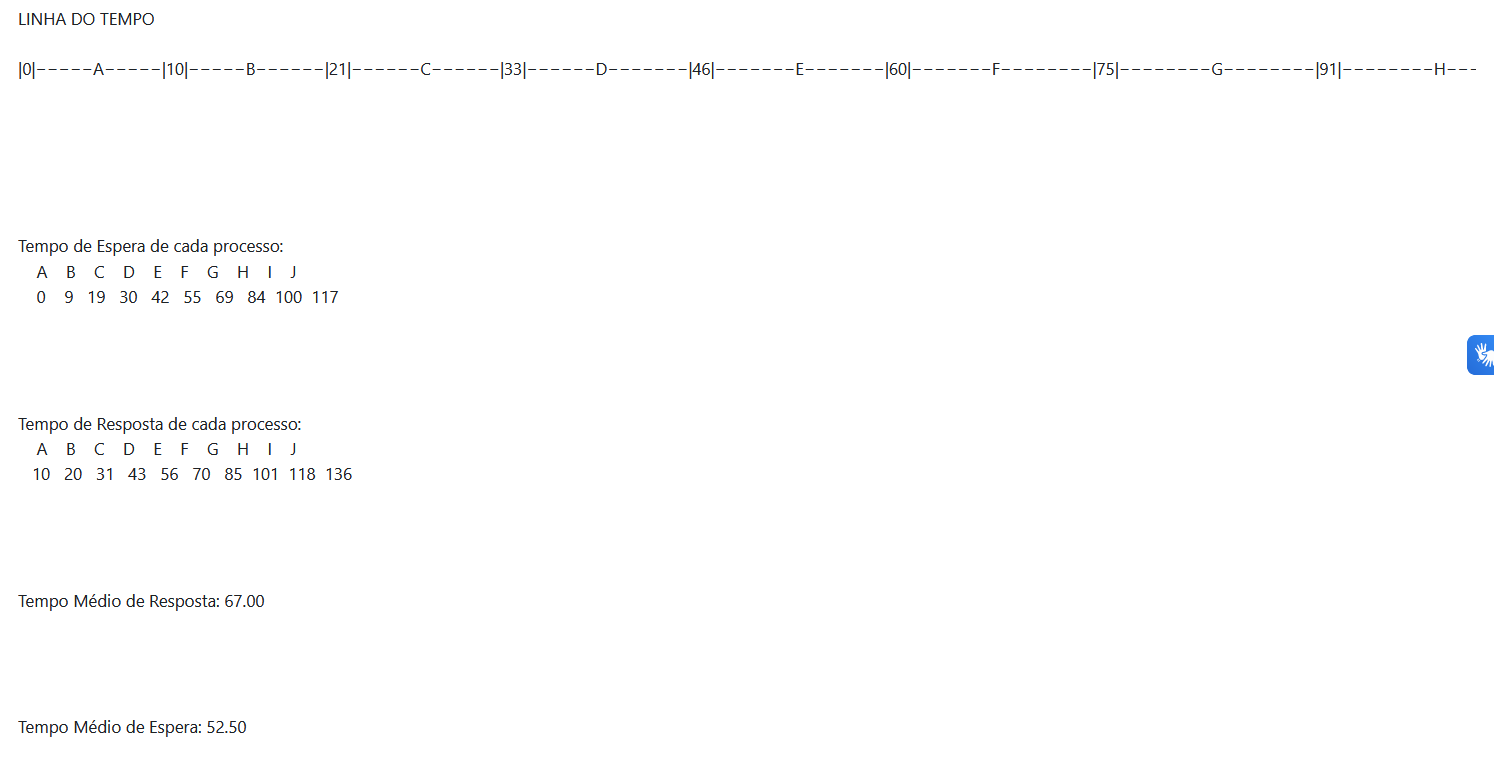 LINHA DO TEMPO
|0|-----A-----|10|-----B------|21|------C------|33|------D-------|46|-------E-------|60|-------F--------|75|--------G--------|91|--------H---
Tempo de Espera de cada processo:
A B C D E F G H I J
0 9 19 30 42 55 69 84 100 117
Tempo de Resposta de cada processo:
A B C D E F G H I J
10 20 31 43 56 70 85 101 118 136
Tempo Médio de Resposta: 67.00
Tempo Médio de Espera: 52.50